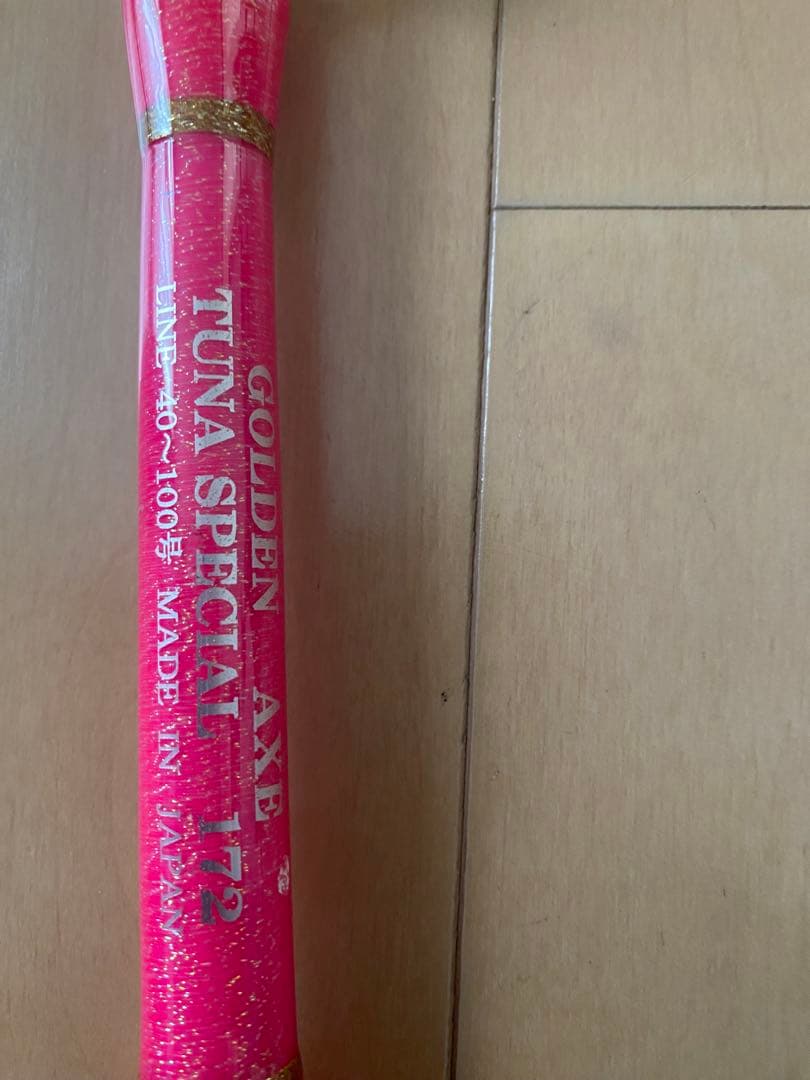 GOLDEN AXE
TUNA SPECIAL 172
LINE 40~100号 MADE IN JAPAN